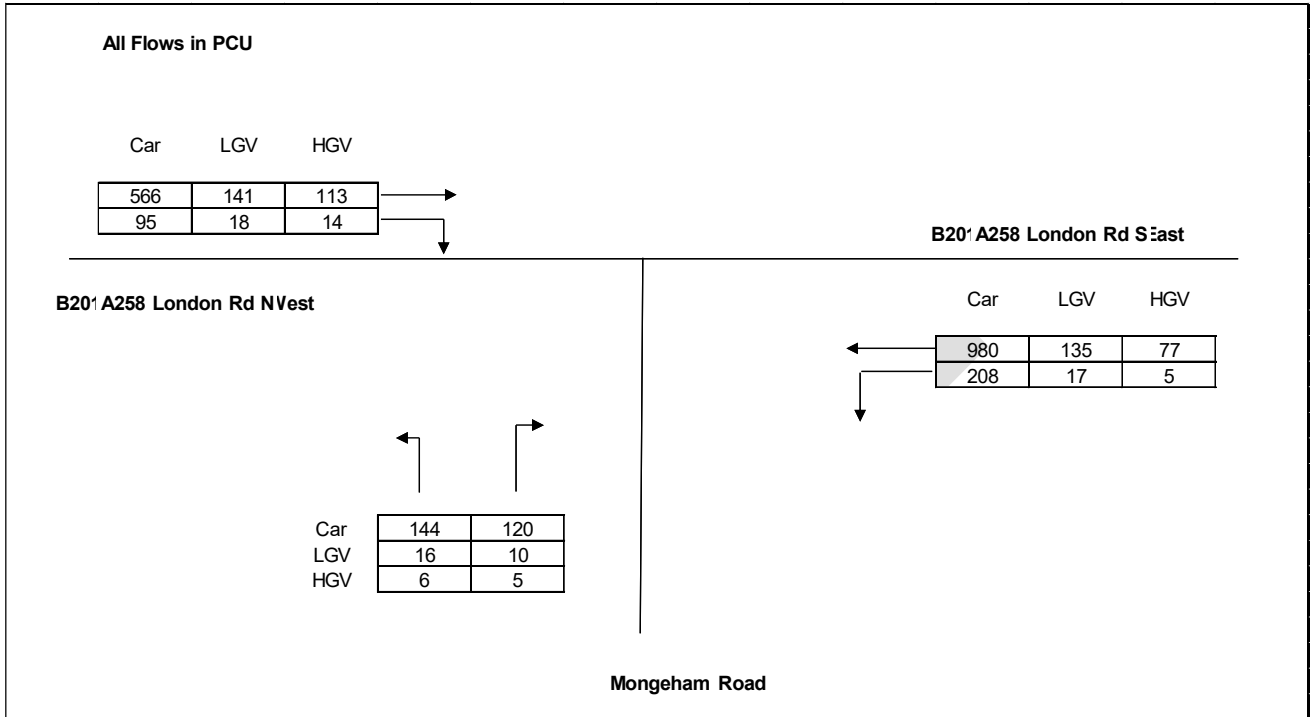 All Flows in PCU
Car LGV HGV
566 141 113
95 18 14
A258 London Rd East
A258 London Rd West
Car LGV HGV
980 135 77
208 17 5
Car 144 120
LGV 16 10
HGV 6 5
Mongeham Road